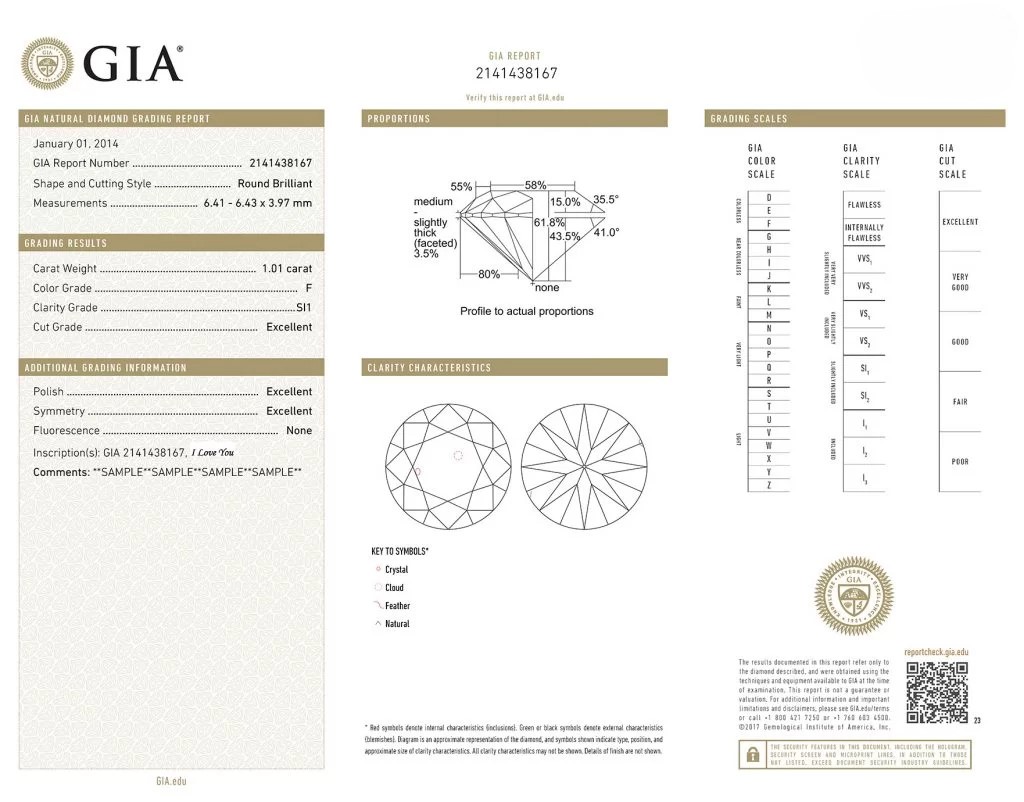 GIA®
GIA REPORT
2141438167
Verify this report at GIA.edu
GIA NATURAL DIAMOND GRADING REPORT
January 01, 2014
GIA Report Number ........................................ 2141438167
Shape and Cutting Style ............................ Round Brilliant
Measurements ................................ 6.41 - 6.43 x 3.97 mm
GRADING RESULTS
Carat Weight ......................................................... 1.01 carat
Color Grade .......................................................................... F
Clarity Grade ......................................................................SI1
Cut Grade .............................................................. Excellent
ADDITIONAL GRADING INFORMATION
Polish ...................................................................... Excellent
Symmetry ............................................................. Excellent
Fluorescence ............................................................... None
Inscription(s): GIA 2141438167, I Love You
Comments: **SAMPLE**SAMPLE**SAMPLE**SAMPLE**
GIA.edu
PROPORTIONS
55%
58%
medium
-
slightly
thick
(faceted)
3.5%
15.0%
35.5°
61.8%
43.5%
41.0°
80%
none
Profile to actual proportions
CLARITY CHARACTERISTICS
KEY TO SYMBOLS*
Crystal
Cloud
Feather
Natural
* Red symbols denote internal characteristics (inclusions). Green or black symbols denote external characteristics
(blemishes). Diagram is an approximate representation of the diamond, and symbols shown indicate type, position, and
approximate size of clarity characteristics. All clarity characteristics may not be shown. Details of finish are not shown.
GRADING SCALES
GIA
COLOR
SCALE
COLORLESS
D
E
F
NEAR COLORLESS
G
H
I
J
FAINT
K
L
M
VERY LIGHT
N
O
P
Q
R
LIGHT
S
T
U
V
W
X
Y
Z
GIA
CLARITY
SCALE
FLAWLESS
INTERNALLY
FLAWLESS
VERY VERY
SLIGHTLY INCLUDED
VVS1
VVS2
VERY SLIGHTLY
INCLUDED
VS1
VS2
SLIGHTLY INCLUDED
SI1
SI2
INCLUDED
I1
I2
I3
GIA
CUT
SCALE
EXCELLENT
VERY
GOOD
GOOD
FAIR
POOR
KNOWLEDGE • INTEGRITY • EXCELLENCE
GIA
1931
reportcheck.gia.edu
The results documented in this report refer only to
the diamond described, and were obtained using the
techniques and equipment available to GIA at the time
of examination. This report is not a guarantee or
valuation. For additional information and important
limitations and disclaimers, please see GIA.edu/terms
or call +1 800 421 7250 or +1 760 603 4500.
©2017 Gemological Institute of America, Inc.
23
THE SECURITY FEATURES IN THIS DOCUMENT, INCLUDING THE HOLOGRAM,
SECURITY SCREEN AND MICROPRINT LINES, IN ADDITION TO THOSE
NOT LISTED, EXCEED DOCUMENT SECURITY INDUSTRY GUIDELINES.